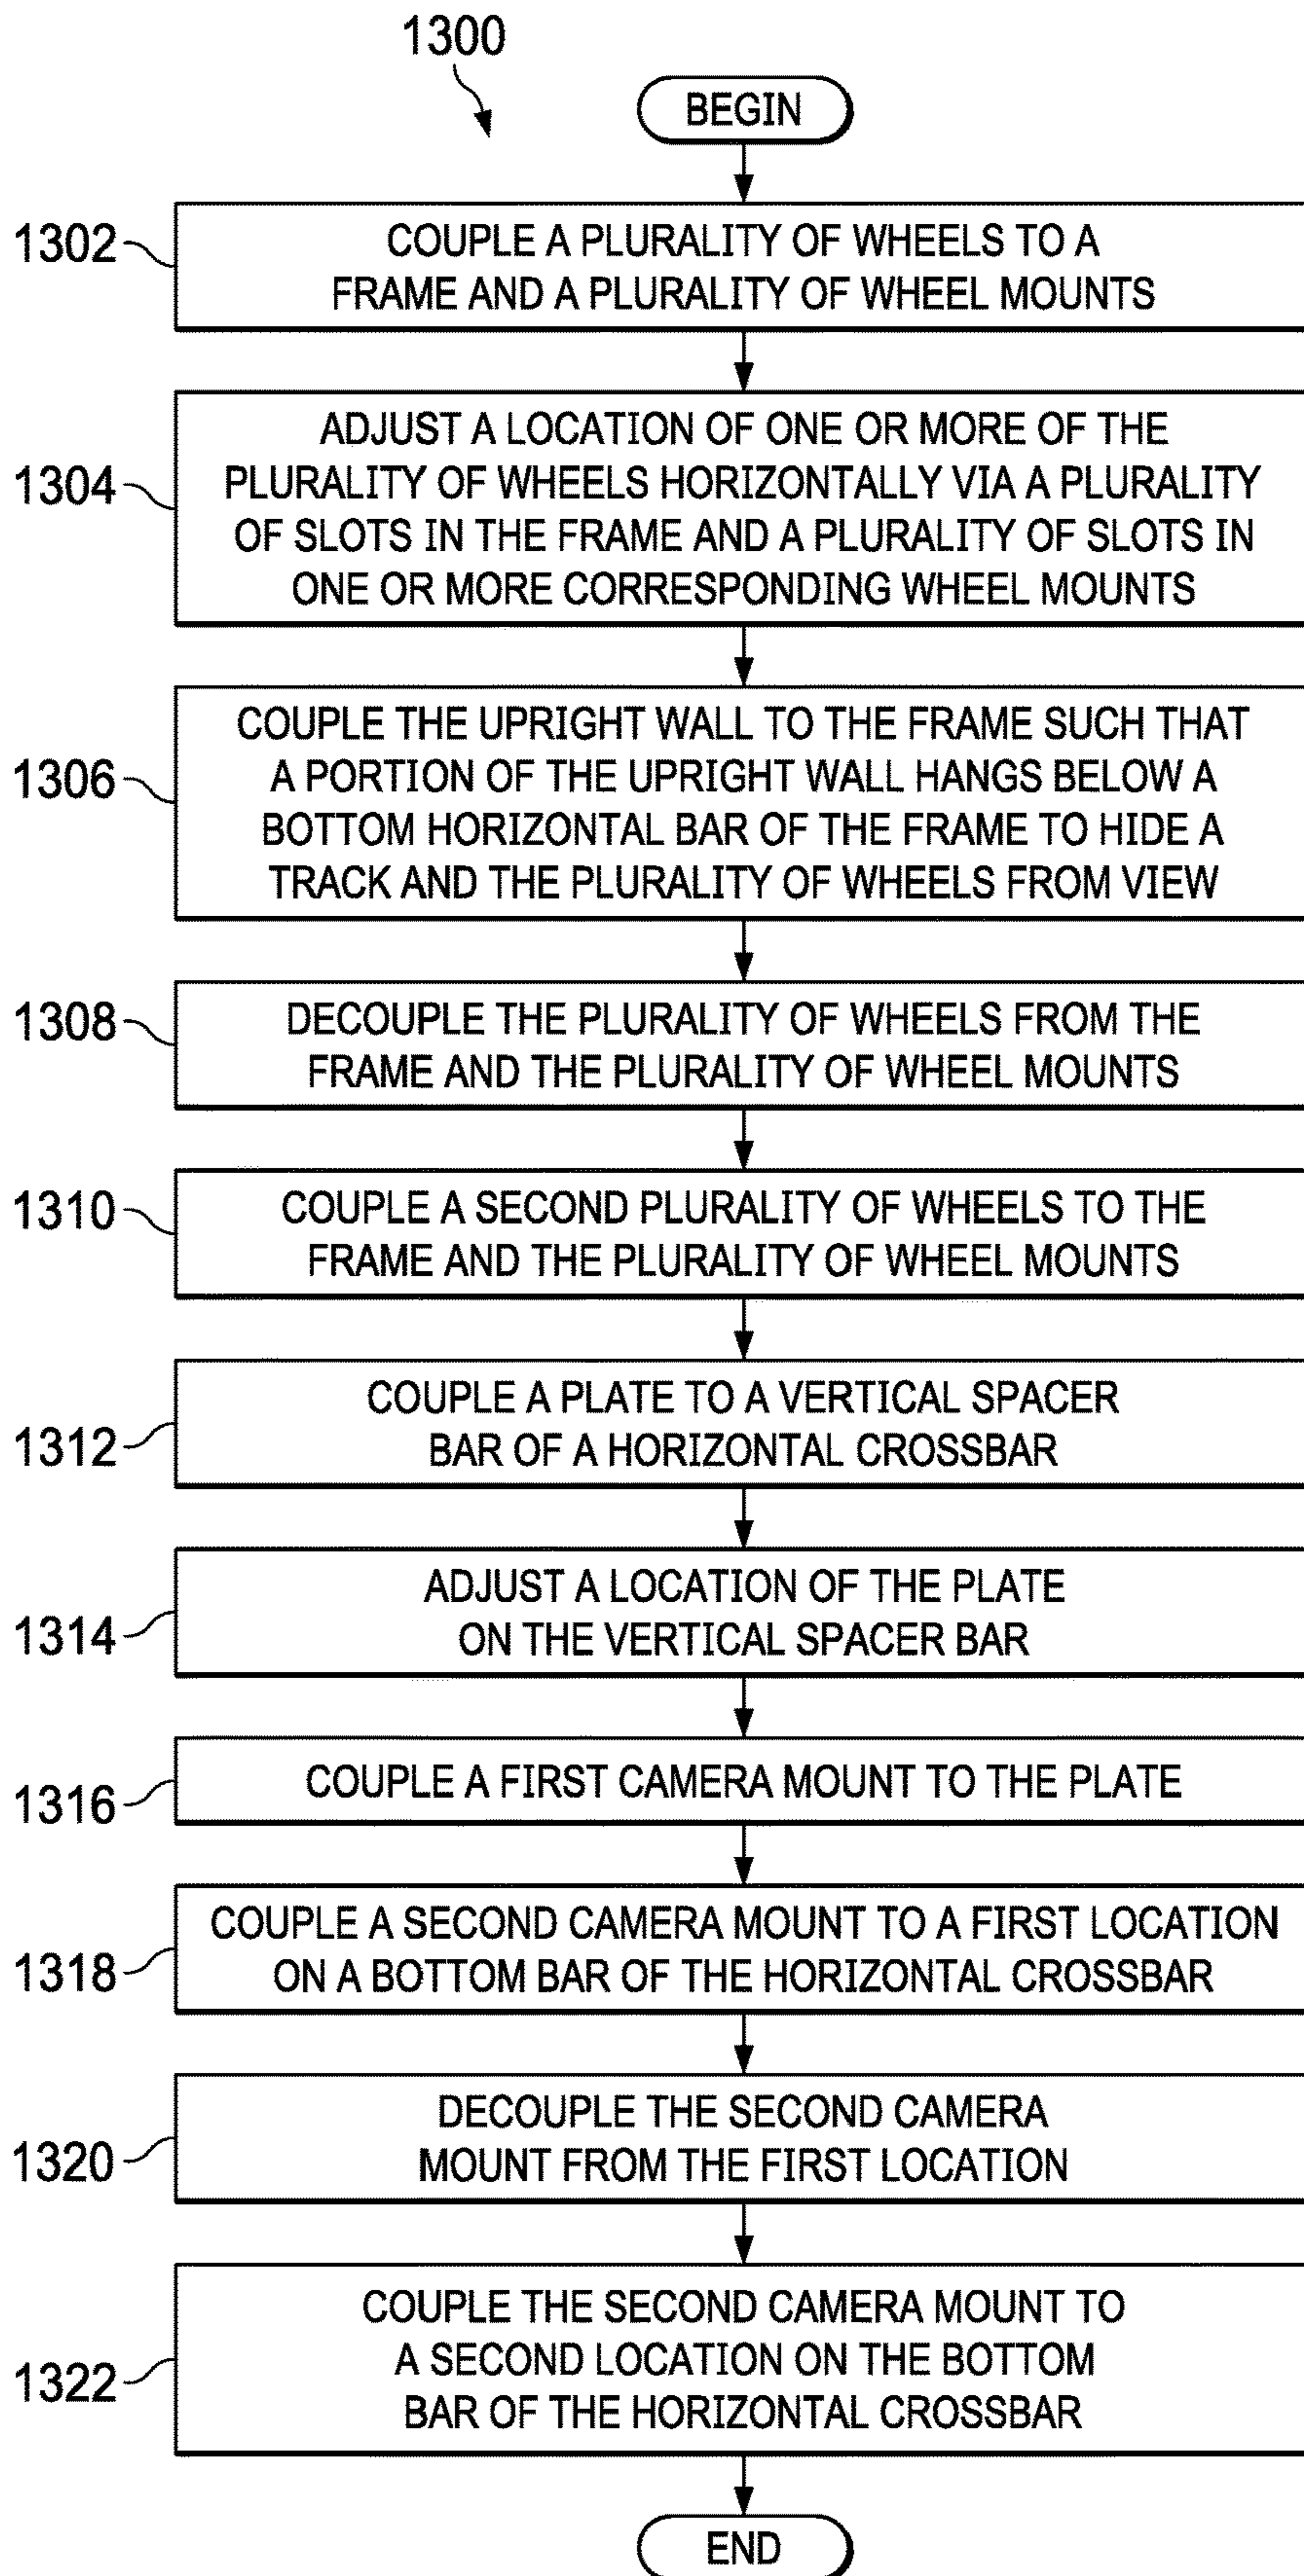 1300
BEGIN
1302
COUPLE A PLURALITY OF WHEELS TO A
FRAME AND A PLURALITY OF WHEEL MOUNTS
1304
ADJUST A LOCATION OF ONE OR MORE OF THE
PLURALITY OF WHEELS HORIZONTALLY VIA A PLURALITY
OF SLOTS IN THE FRAME AND A PLURALITY OF SLOTS IN
ONE OR MORE CORRESPONDING WHEEL MOUNTS
1306
COUPLE THE UPRIGHT WALL TO THE FRAME SUCH THAT
A PORTION OF THE UPRIGHT WALL HANGS BELOW A
BOTTOM HORIZONTAL BAR OF THE FRAME TO HIDE A
TRACK AND THE PLURALITY OF WHEELS FROM VIEW
1308
DECOUPLE THE PLURALITY OF WHEELS FROM THE
FRAME AND THE PLURALITY OF WHEEL MOUNTS
1310
COUPLE A SECOND PLURALITY OF WHEELS TO THE
FRAME AND THE PLURALITY OF WHEEL MOUNTS
1312
COUPLE A PLATE TO A VERTICAL SPACER
BAR OF A HORIZONTAL CROSSBAR
1314
ADJUST A LOCATION OF THE PLATE
ON THE VERTICAL SPACER BAR
1316
COUPLE A FIRST CAMERA MOUNT TO THE PLATE
1318
COUPLE A SECOND CAMERA MOUNT TO A FIRST LOCATION
ON A BOTTOM BAR OF THE HORIZONTAL CROSSBAR
1320
DECOUPLE THE SECOND CAMERA
MOUNT FROM THE FIRST LOCATION
1322
COUPLE THE SECOND CAMERA MOUNT TO
A SECOND LOCATION ON THE BOTTOM
BAR OF THE HORIZONTAL CROSSBAR
END